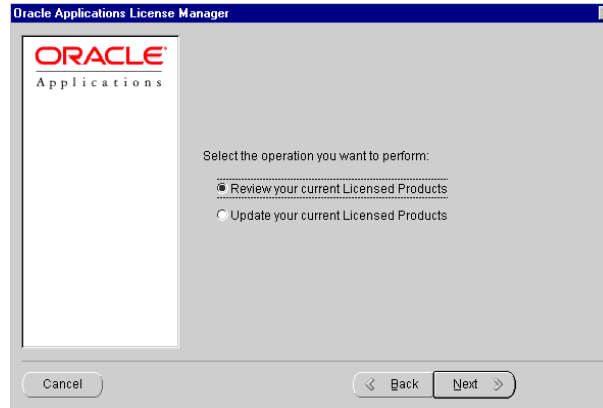 Oracle Applications License Manager
ORACLE
Applications
Select the operation you want to perform:
Review your current Licensed Products
Update your current Licensed Products
Cancel
Back
Next